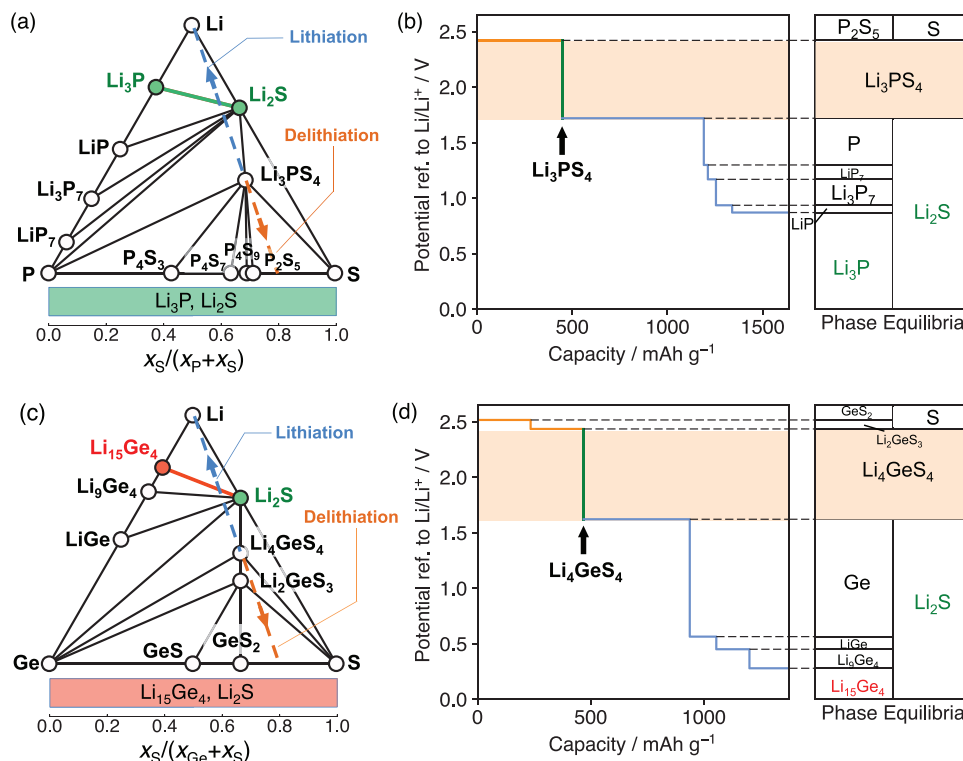 (a)
Li
Lithiation
Li₃P
Li₂S
Delithiation
LiP
Li₃PS₄
Li₃P₇
LiP₇
P
P₄S₃
P₄S₇
P₄S₉
P₂S₅
S
Li₃P, Li₂S
0.0 0.2 0.4 0.6 0.8 1.0
xS/(xP+xS)
(b)
Potential ref. to Li/Li⁺ / V
2.5
2.0
1.5
1.0
0.5
0.0
Li₃PS₄
0 500 1000 1500
Capacity / mAh g⁻¹
P₂S₅ S
Li₃PS₄
P
LiP₇
Li₃P₇
LiP
Li₂S
Li₃P
Phase Equilibria
(c)
Li
Lithiation
Li₁₅Ge₄
Li₉Ge₄
Li₂S
Delithiation
LiGe
Li₄GeS₄
Li₂GeS₃
Ge
GeS
GeS₂
S
Li₁₅Ge₄, Li₂S
0.0 0.2 0.4 0.6 0.8 1.0
xS/(xGe+xS)
(d)
Potential ref. to Li/Li⁺ / V
2.5
2.0
1.5
1.0
0.5
0.0
Li₄GeS₄
0 500 1000
Capacity / mAh g⁻¹
GeS₂ S
Li₂GeS₃
Li₄GeS₄
Ge
Li₂S
LiGe
Li₉Ge₄
Li₁₅Ge₄
Phase Equilibria